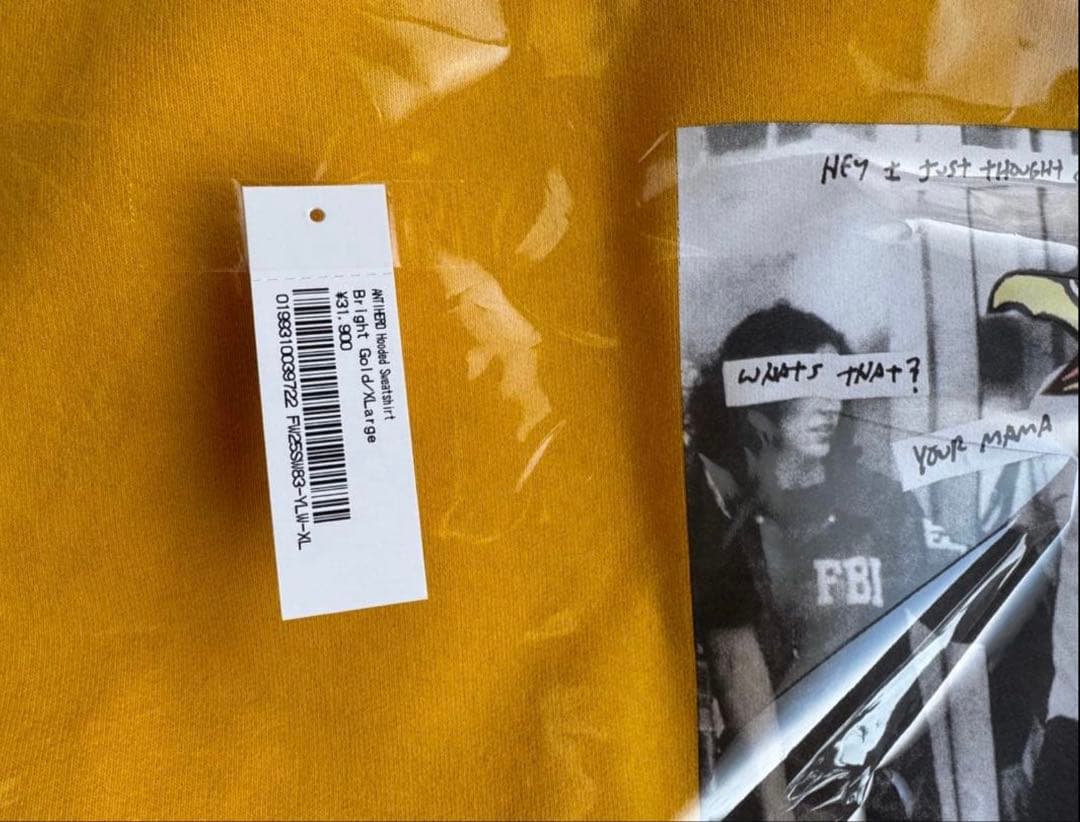 ANTIHERO Hooded Sweatshirt
Bright Gold/XLarge
¥31,900
0199310039722 FW25SW83-YLW-XL
HEY I JUST THOUGHT
WHATS THAT?
YOUR MAMA
FBI